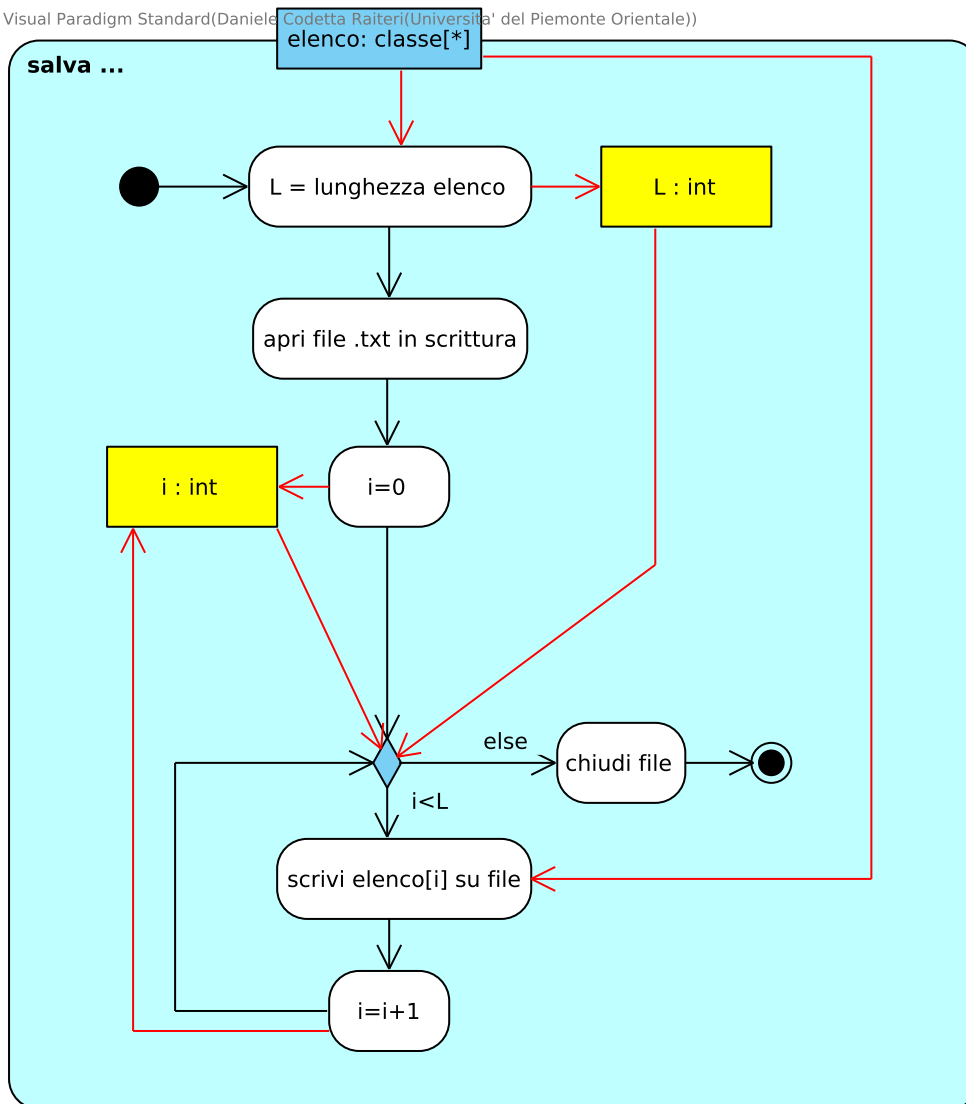 Visual Paradigm Standard(Daniele Codetta Raiteri(Universita' del Piemonte Orientale))
elenco: classe[*]
salva ...
L = lunghezza elenco
L : int
apri file .txt in scrittura
i : int
i=0
else
chiudi file
i<L
scrivi elenco[i] su file
i=i+1